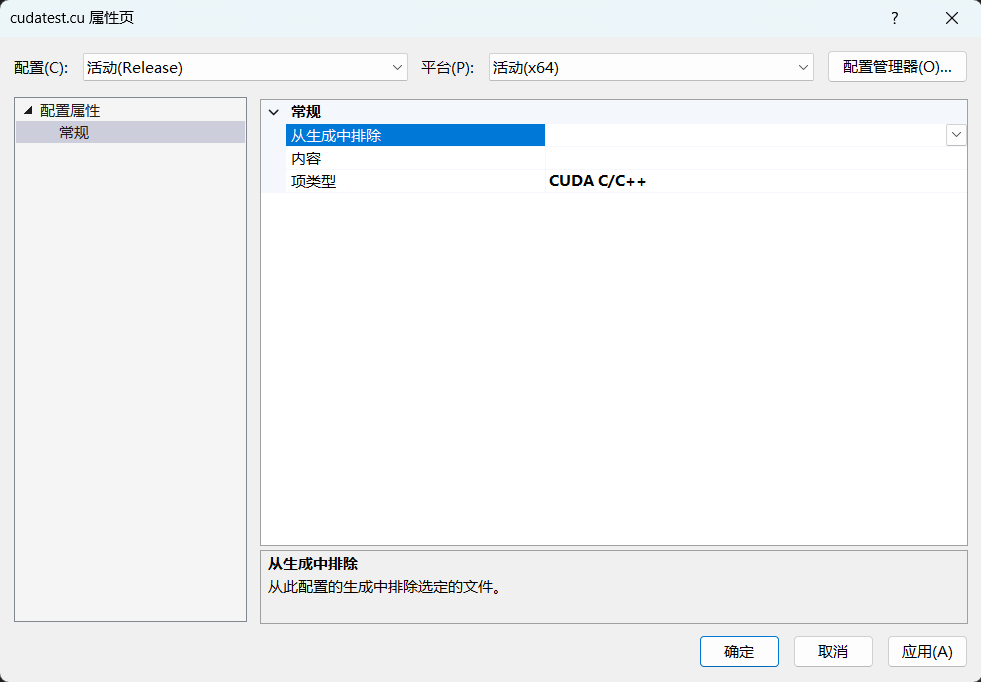 cudatest.cu 属性页
配置(C): 活动(Release) 平台(P): 活动(x64) 配置管理器(O)...
配置属性
常规
常规
从生成中排除
内容
项类型 CUDA C/C++
从生成中排除
从此配置的生成中排除选定的文件。
确定 取消 应用(A)